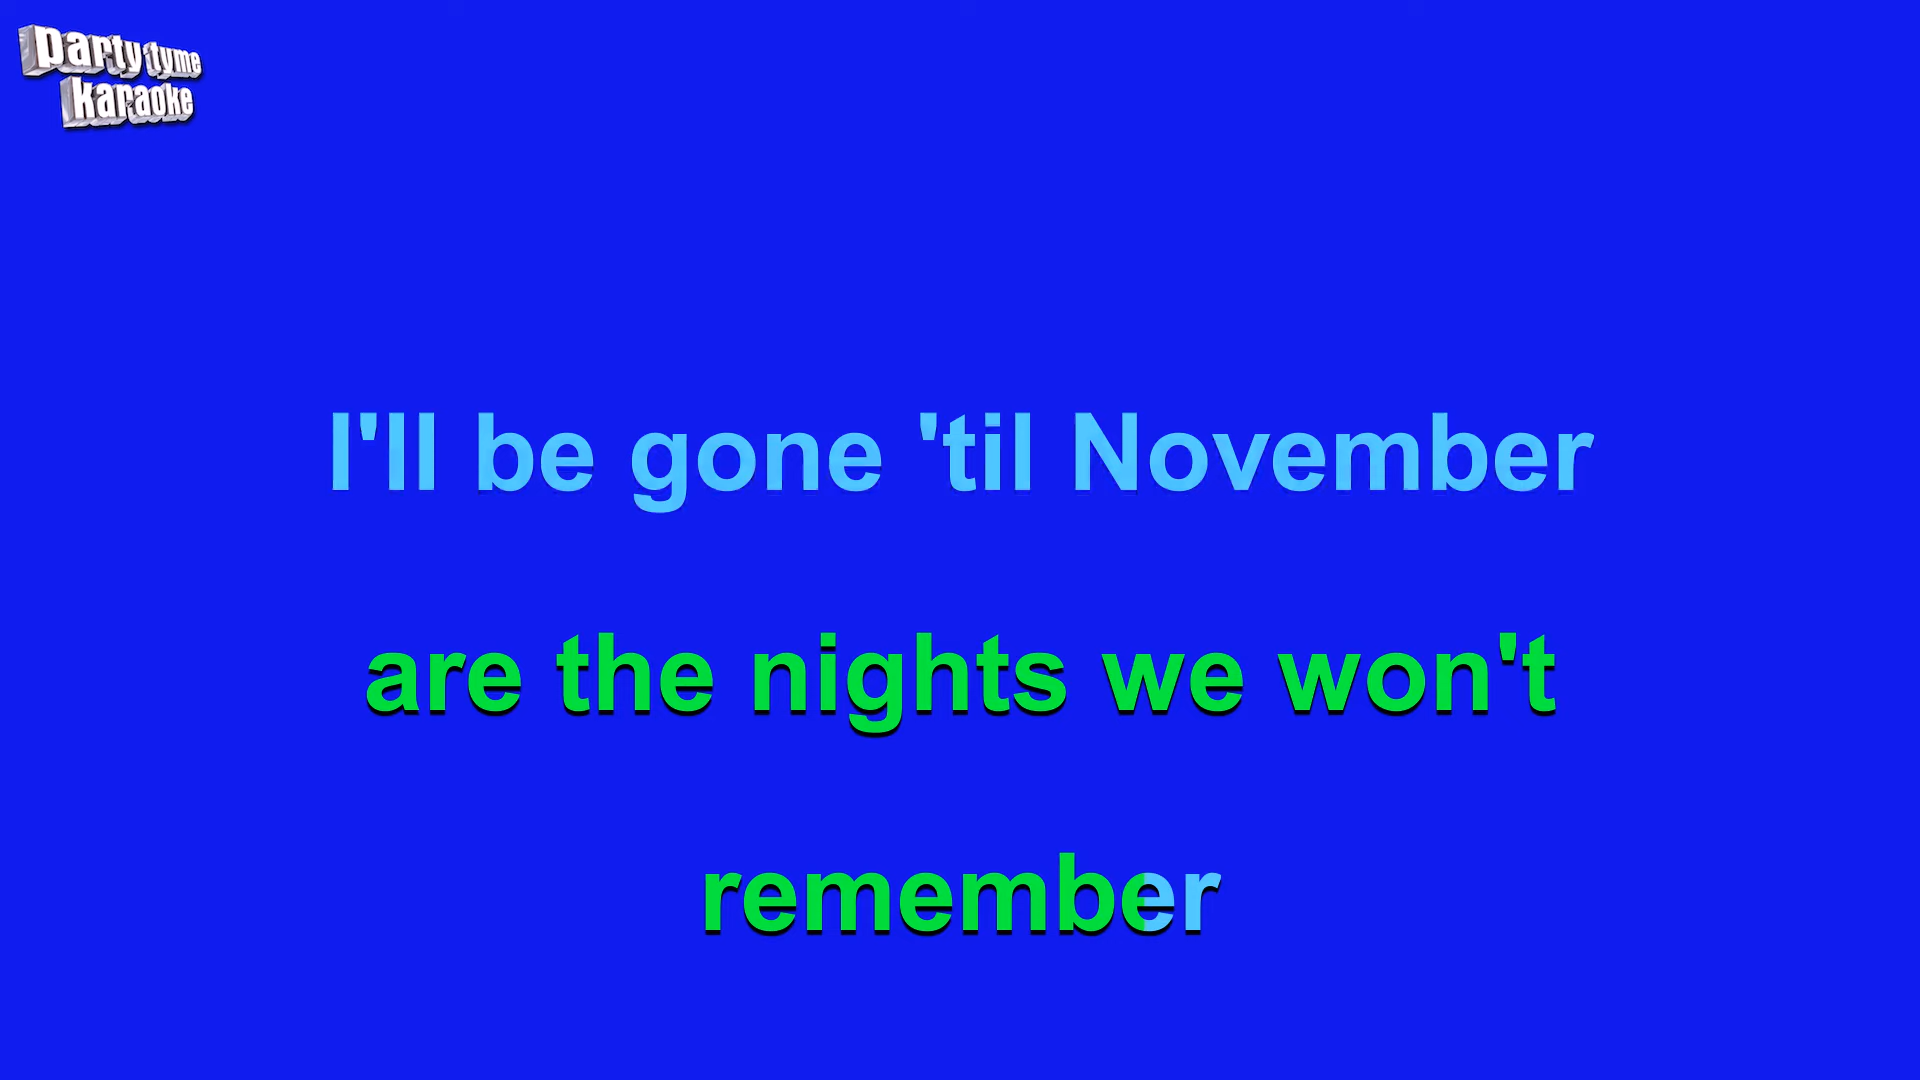 party tyme
karaoke
I'll be gone 'til November
are the nights we won't
remember